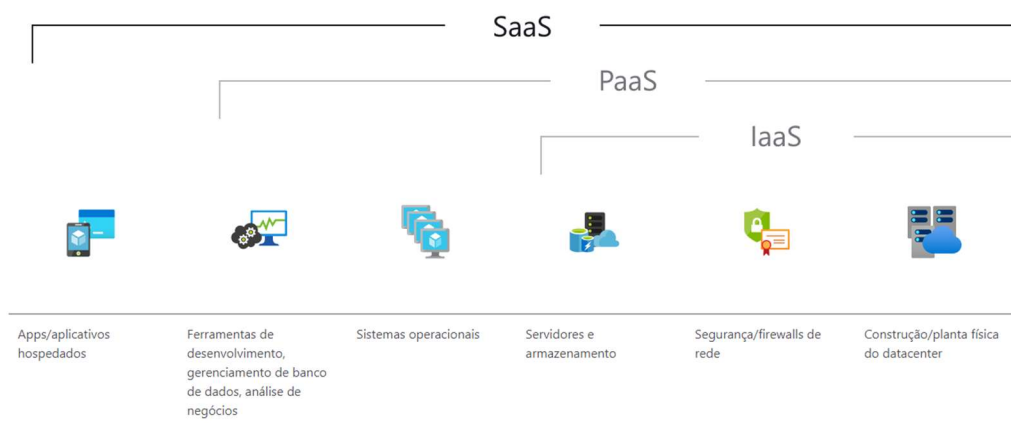 SaaS
PaaS
IaaS
Apps/aplicativos
hospedados
Ferramentas de
desenvolvimento,
gerenciamento de banco
de dados, análise de
negócios
Sistemas operacionais
Servidores e
armazenamento
Segurança/firewalls de
rede
Construção/planta física
do datacenter